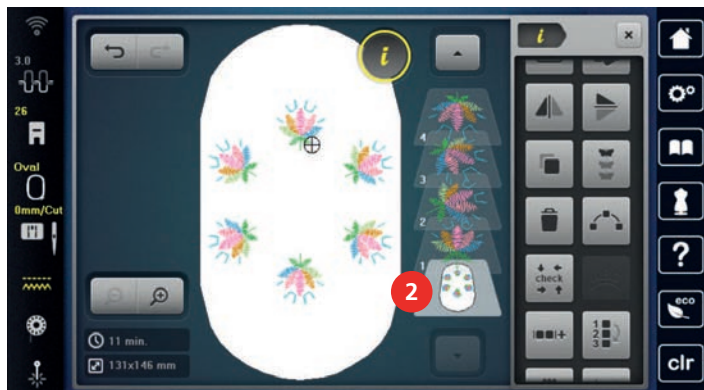 3.0
26
Oval
0mm/Cut
i
4
3
2
1
2
11 min.
131x146 mm
i
×
check
1
2
3
?
eco
clr